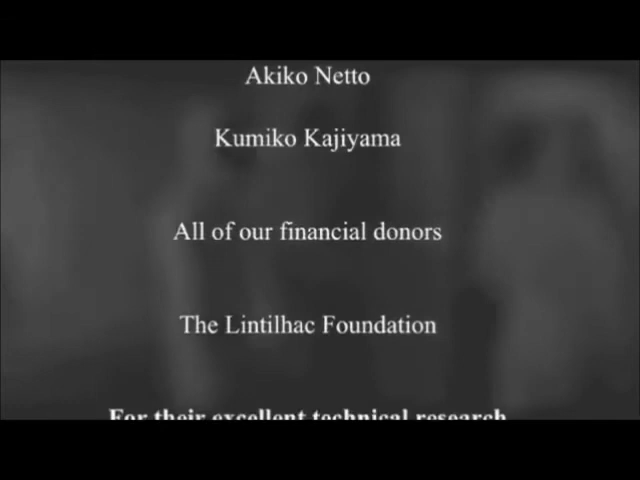 Akiko Netto
Kumiko Kajiyama
All of our financial donors
The Lintilhac Foundation
For their excellent technical research